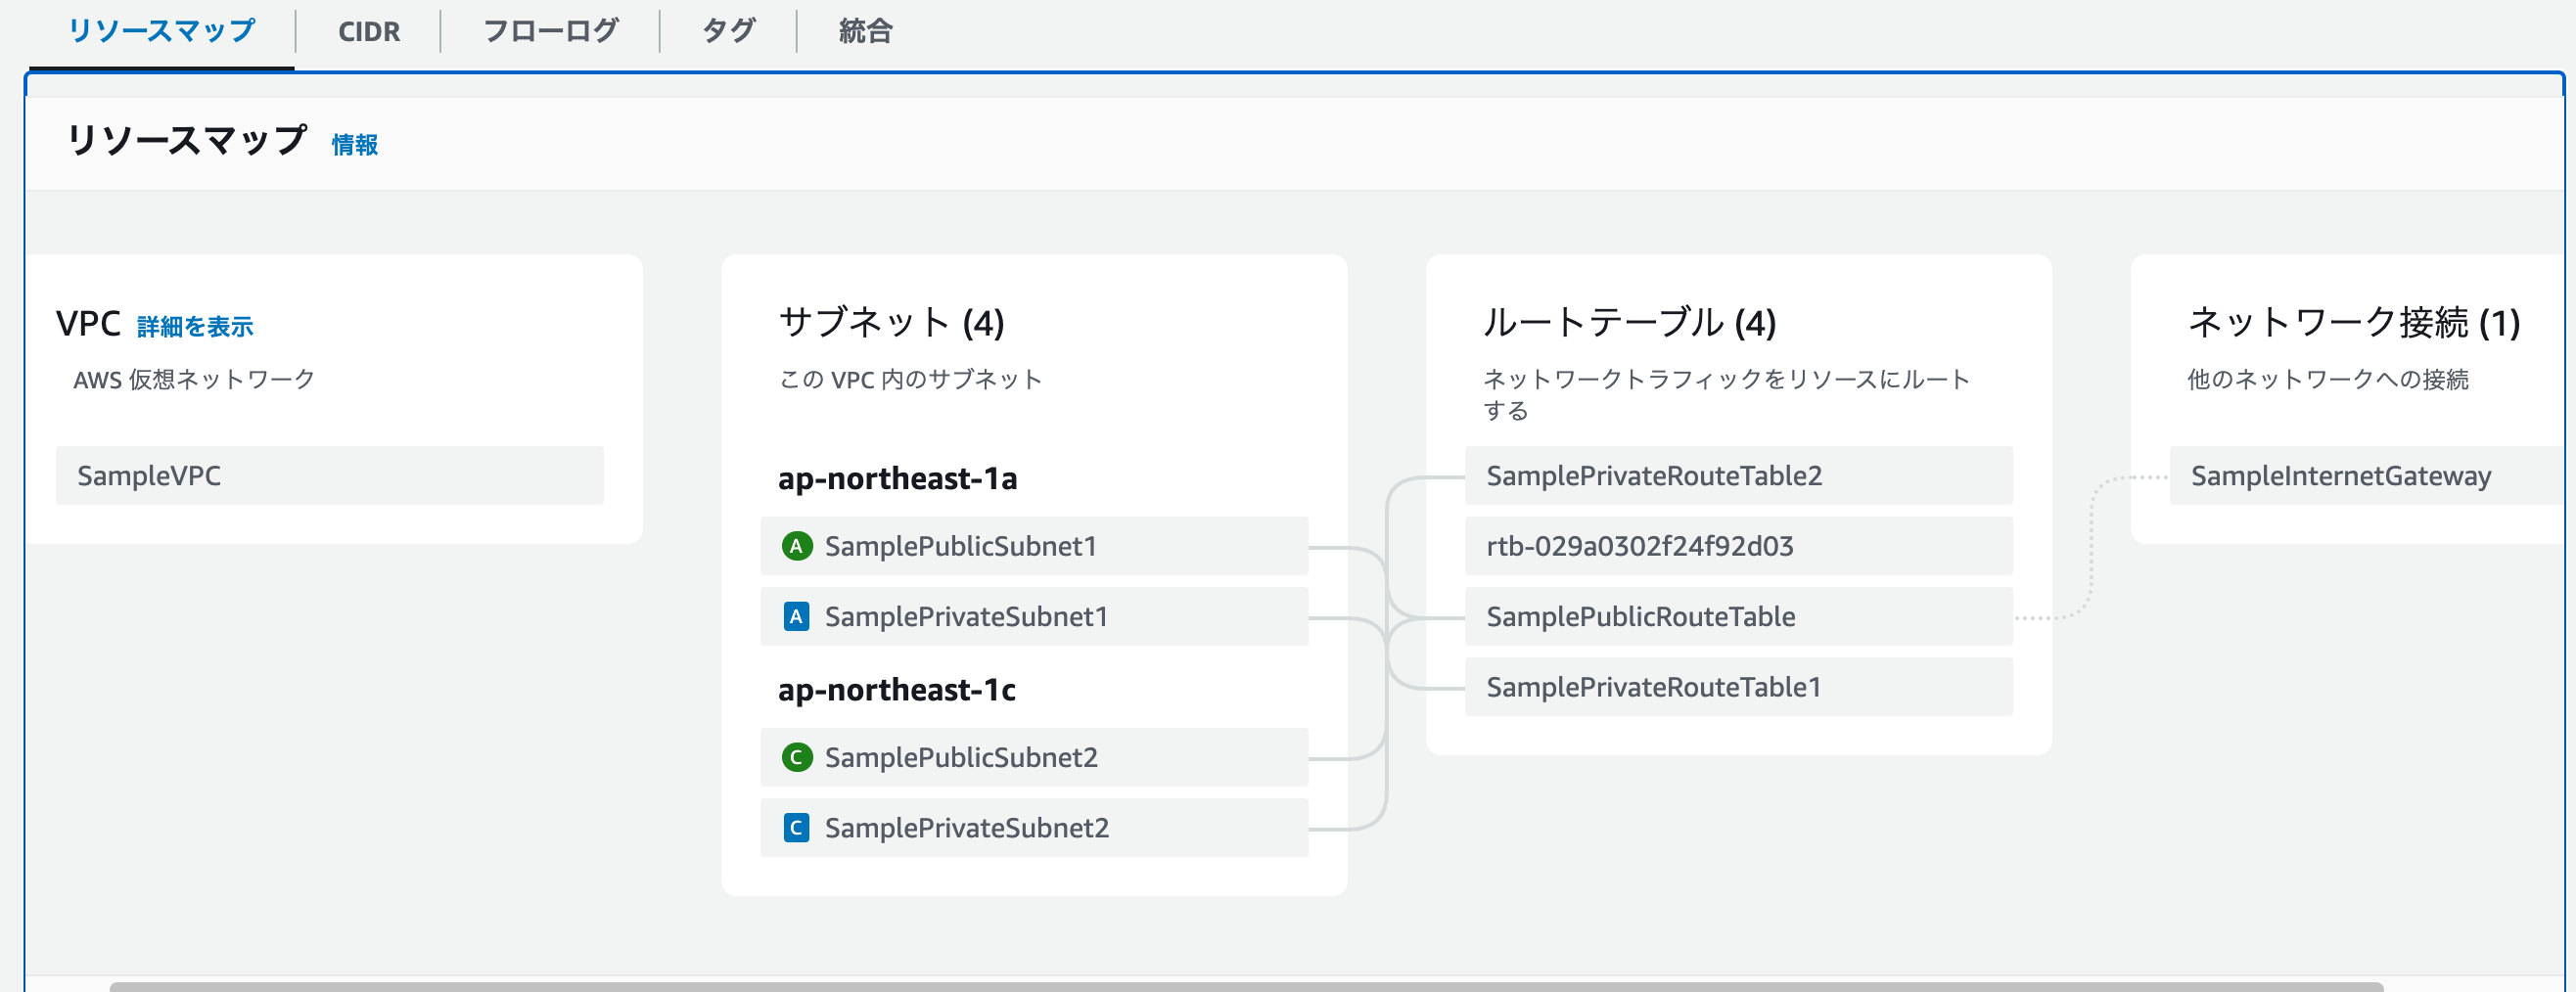 リソースマップ
CIDR
フローログ
タグ
統合
リソースマップ 情報
VPC 詳細を表示
AWS 仮想ネットワーク
SampleVPC
サブネット (4)
この VPC 内のサブネット
ap-northeast-1a
A SamplePublicSubnet1
A SamplePrivateSubnet1
ap-northeast-1c
C SamplePublicSubnet2
C SamplePrivateSubnet2
ルートテーブル (4)
ネットワークトラフィックをリソースにルート
する
SamplePrivateRouteTable2
rtb-029a0302f24f92d03
SamplePublicRouteTable
SamplePrivateRouteTable1
ネットワーク接続 (1)
他のネットワークへの接続
SampleInternetGateway